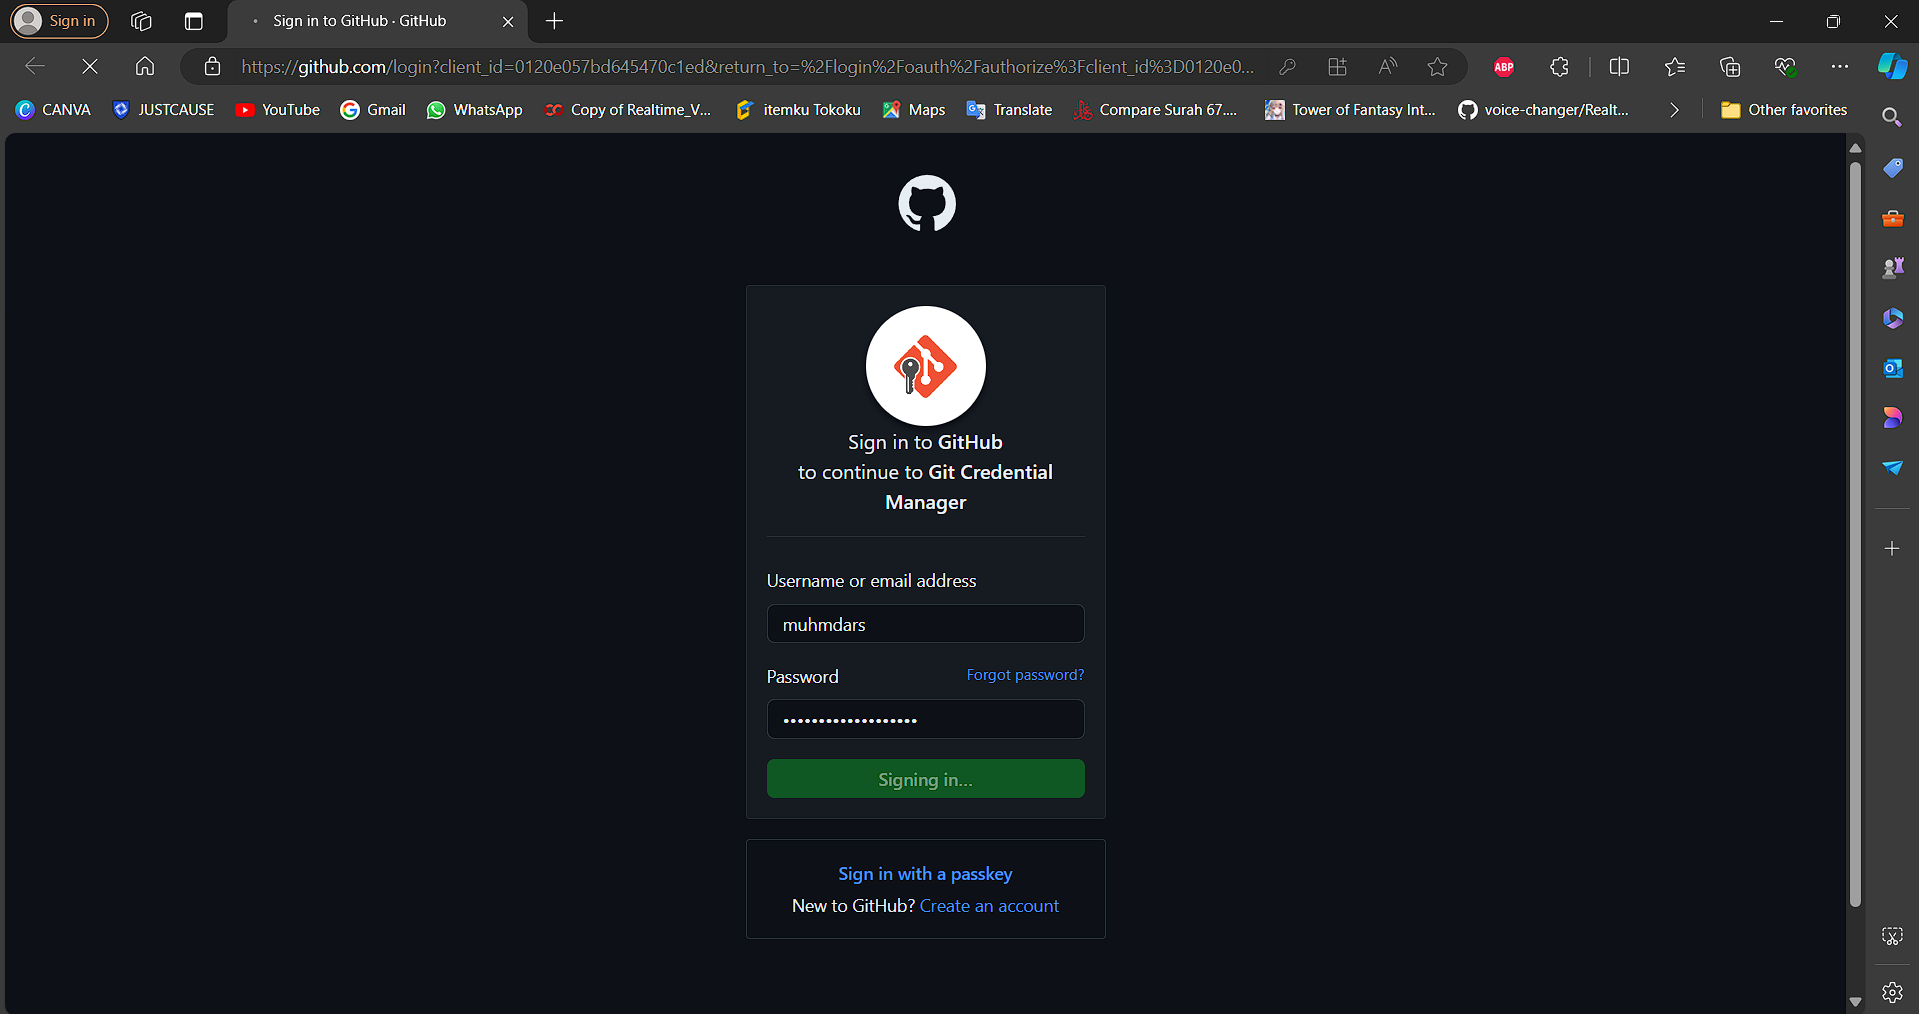 Sign in
Sign in to GitHub · GitHub
https://github.com/login?client_id=0120e057bd645470c1ed&return_to=%2Flogin%2Foauth%2Fauthorize%3Fclient_id%3D0120e0...
ABP
CANVA
JUSTCAUSE
YouTube
Gmail
WhatsApp
Copy of Realtime_V...
itemku Tokoku
Maps
Translate
Compare Surah 67....
Tower of Fantasy Int...
voice-changer/Realt...
Other favorites
Sign in to GitHub
to continue to Git Credential
Manager
Username or email address
muhmdars
Password
Forgot password?
•••••••••••••••••••
Signing in...
Sign in with a passkey
New to GitHub? Create an account